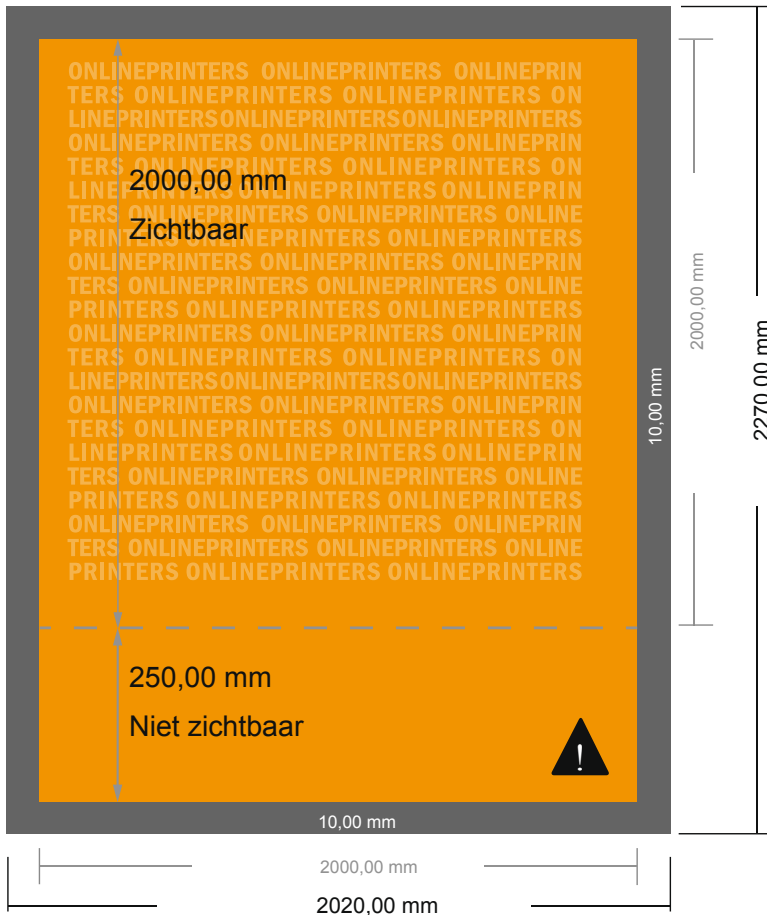 ONLINEPRINTERS ONLINEPRINTERS ONLINEPRIN
TERS ONLINEPRINTERS ONLINEPRINTERS ON
LINEPRINTERSONLINEPRINTERSONLINEPRINTERS
ONLINEPRINTERS ONLINEPRINTERS ONLINEPRIN
TERS ONLINEPRINTERS ONLINEPRINTERS ON
LINEPRINTERS ONLINEPRINTERS ONLINEPRIN
TERS ONLINEPRINTERS ONLINEPRINTERS ONLINE
PRINTERS ONLINEPRINTERS ONLINEPRINTERS
ONLINEPRINTERS ONLINEPRINTERS ONLINEPRIN
TERS ONLINEPRINTERS ONLINEPRINTERS ONLINE
PRINTERS ONLINEPRINTERS ONLINEPRINTERS
ONLINEPRINTERS ONLINEPRINTERS ONLINEPRIN
TERS ONLINEPRINTERS ONLINEPRINTERS ON
LINEPRINTERSONLINEPRINTERSONLINEPRINTERS
ONLINEPRINTERS ONLINEPRINTERS ONLINEPRIN
TERS ONLINEPRINTERS ONLINEPRINTERS ON
LINEPRINTERS ONLINEPRINTERS ONLINEPRIN
TERS ONLINEPRINTERS ONLINEPRINTERS ONLINE
PRINTERS ONLINEPRINTERS ONLINEPRINTERS
ONLINEPRINTERS ONLINEPRINTERS ONLINEPRIN
TERS ONLINEPRINTERS ONLINEPRINTERS ONLINE
PRINTERS ONLINEPRINTERS ONLINEPRINTERS
2000,00 mm
Zichtbaar
250,00 mm
Niet zichtbaar
!
10,00 mm
2000,00 mm
2270,00 mm
10,00 mm
2000,00 mm
2020,00 mm